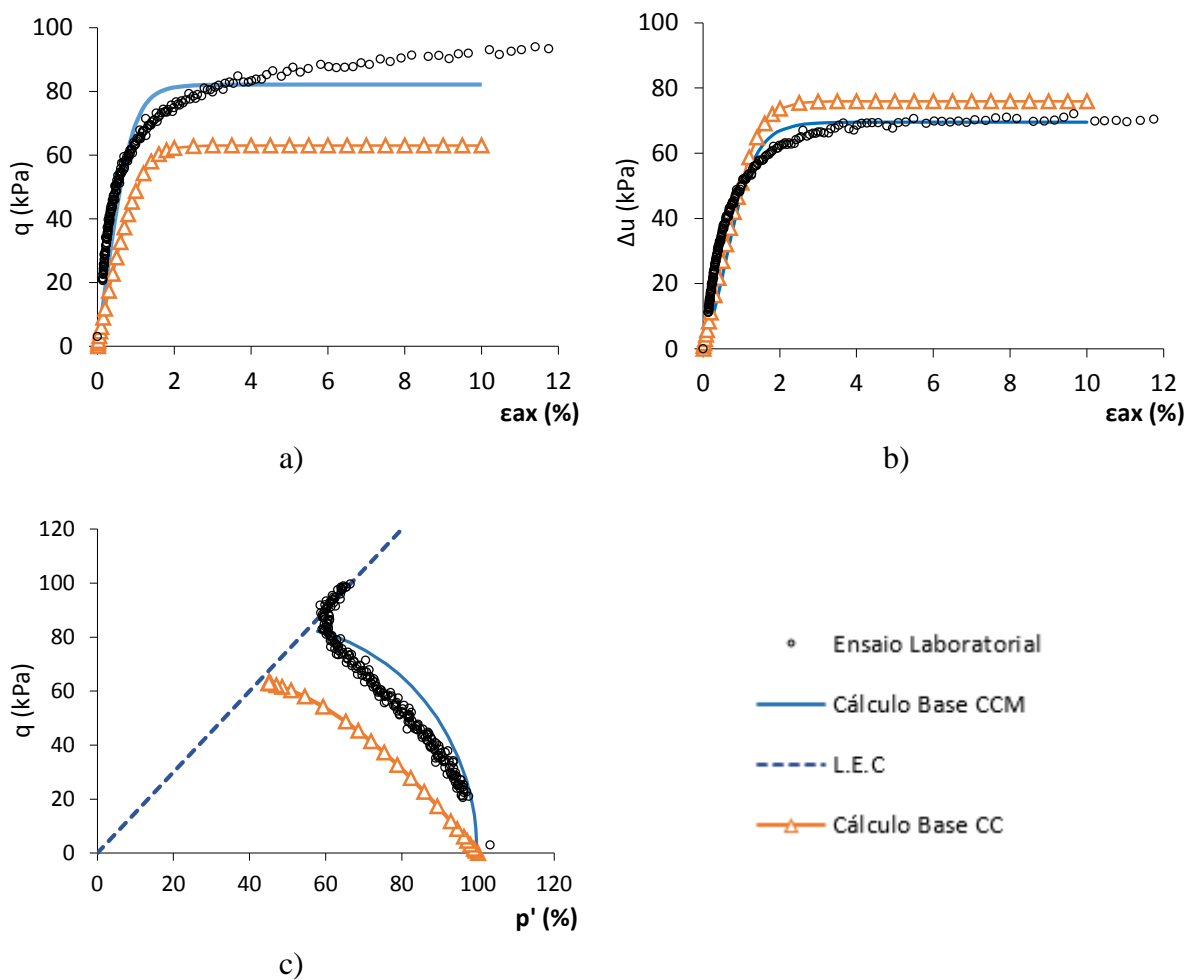 100
80
60
40
20
0
q (kPa)
0 2 4 6 8 10 12
εax (%)
a)
100
80
60
40
20
0
Δu (kPa)
0 2 4 6 8 10 12
εax (%)
b)
120
100
80
60
40
20
0
q (kPa)
0 20 40 60 80 100 120
p' (%)
c)
Ensaio Laboratorial
Cálculo Base CCM
L.E.C
Cálculo Base CC